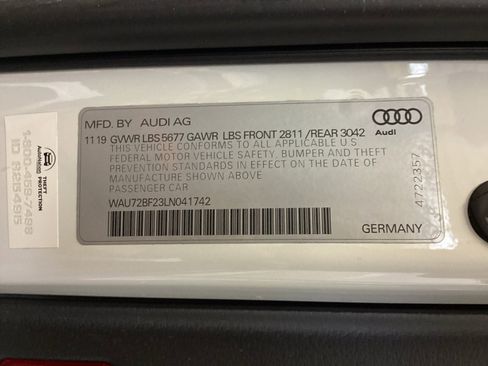 MFD. BY AUDI AG
1119 GVWR LBS 5677 GAWR LBS FRONT 2811 /REAR 3042
THIS VEHICLE CONFORMS TO ALL APPLICABLE U.S
FEDERAL MOTOR VEHICLE SAFETY, BUMPER AND THEFT
PREVENTION STANDARDS IN EFFECT ON THE DATE OF
MANUFACTURE SHOWN ABOVE
PASSENGER CAR
WAU72BF23LN041742
GERMANY
Audi
4722357
THEFT
PROTECTION